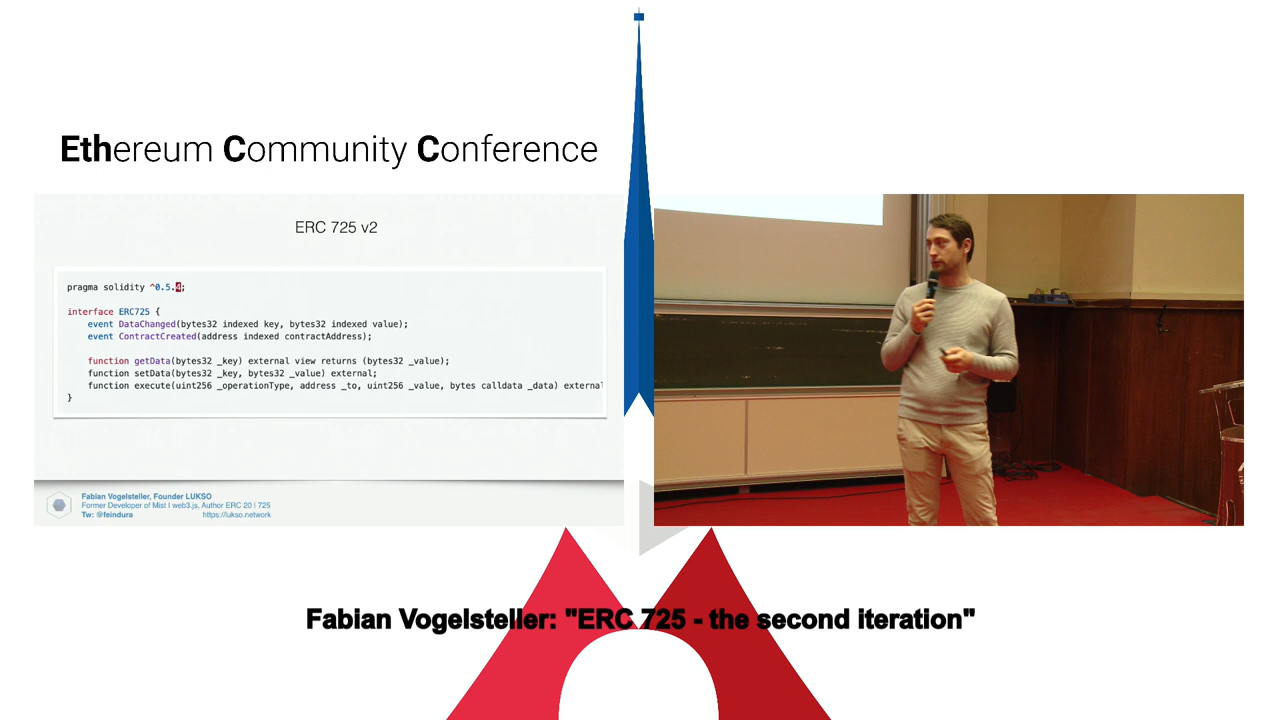 Ethereum Community Conference
ERC 725 v2
pragma solidity ^0.5.4;
interface ERC725 {
event DataChanged(bytes32 indexed key, bytes32 indexed value);
event ContractCreated(address indexed contractAddress);
function getData(bytes32 _key) external view returns (bytes32 _value);
function setData(bytes32 _key, bytes32 _value) external;
function execute(uint256 _operationType, address _to, uint256 _value, bytes calldata _data) external
}
Fabian Vogelsteller, Founder LUKSO
Former Developer of Mist | web3.js, Author ERC 20 | 725
Tw: @feindura https://lukso.network
Fabian Vogelsteller: "ERC 725 - the second iteration"